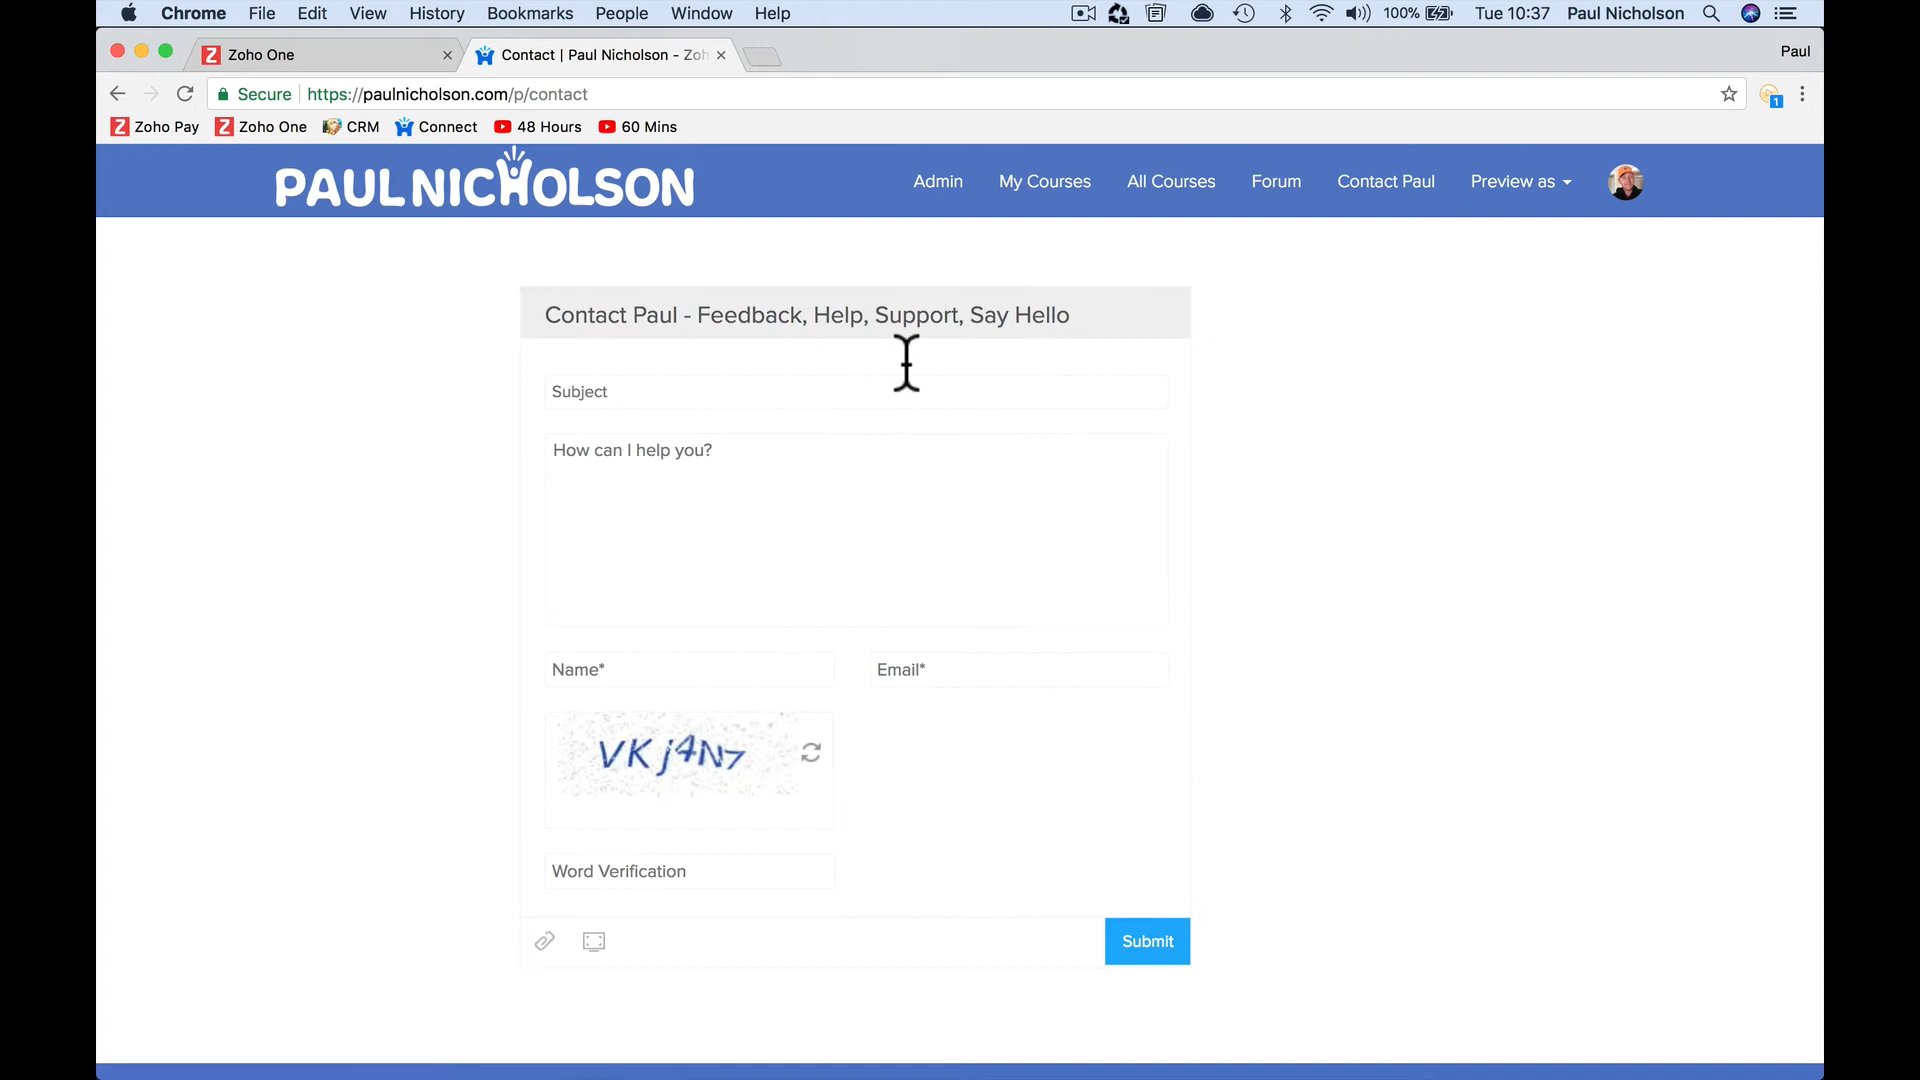 Chrome File Edit View History Bookmarks People Window Help 100% Tue 10:37 Paul Nicholson
Zoho One Contact | Paul Nicholson - Zoh Paul
Secure https://paulnicholson.com/p/contact 1
Zoho Pay Zoho One CRM Connect 48 Hours 60 Mins
PAUL NICHOLSON Admin My Courses All Courses Forum Contact Paul Preview as
Contact Paul - Feedback, Help, Support, Say Hello
Subject
How can I help you?
Name* Email*
VKj4N7
Word Verification
Submit